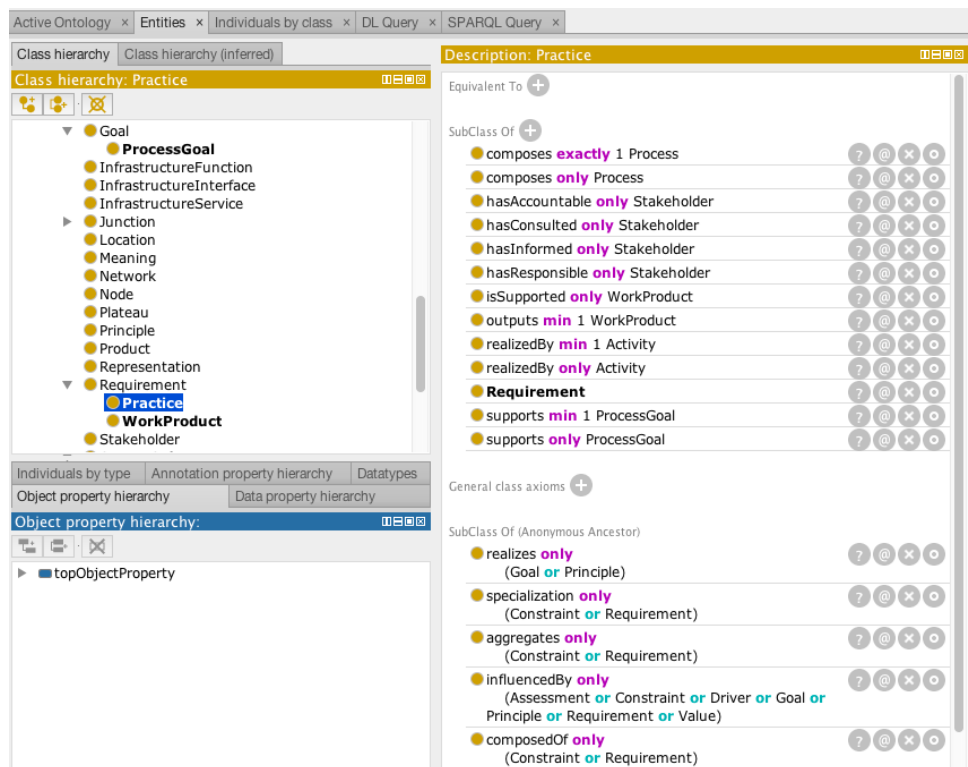 Active Ontology × Entities × Individuals by class × DL Query × SPARQL Query ×
Class hierarchy Class hierarchy (inferred)
Class hierarchy: Practice
Goal
ProcessGoal
InfrastructureFunction
InfrastructureInterface
InfrastructureService
Junction
Location
Meaning
Network
Node
Plateau
Principle
Product
Representation
Requirement
Practice
WorkProduct
Stakeholder
Individuals by type Annotation property hierarchy Datatypes
Object property hierarchy Data property hierarchy
Object property hierarchy:
topObjectProperty
Description: Practice
Equivalent To +
SubClass Of +
composes exactly 1 Process ? @ ×
composes only Process ? @ ×
hasAccountable only Stakeholder ? @ ×
hasConsulted only Stakeholder ? @ ×
hasInformed only Stakeholder ? @ ×
hasResponsible only Stakeholder ? @ ×
isSupported only WorkProduct ? @ ×
outputs min 1 WorkProduct ? @ ×
realizedBy min 1 Activity ? @ ×
realizedBy only Activity ? @ ×
Requirement ? @ ×
supports min 1 ProcessGoal ? @ ×
supports only ProcessGoal ? @ ×
General class axioms +
SubClass Of (Anonymous Ancestor)
realizes only ? @ ×
(Goal or Principle)
specialization only ? @ ×
(Constraint or Requirement)
aggregates only ? @ ×
(Constraint or Requirement)
influencedBy only ? @ ×
(Assessment or Constraint or Driver or Goal or
Principle or Requirement or Value)
composedOf only ? @ ×
(Constraint or Requirement)